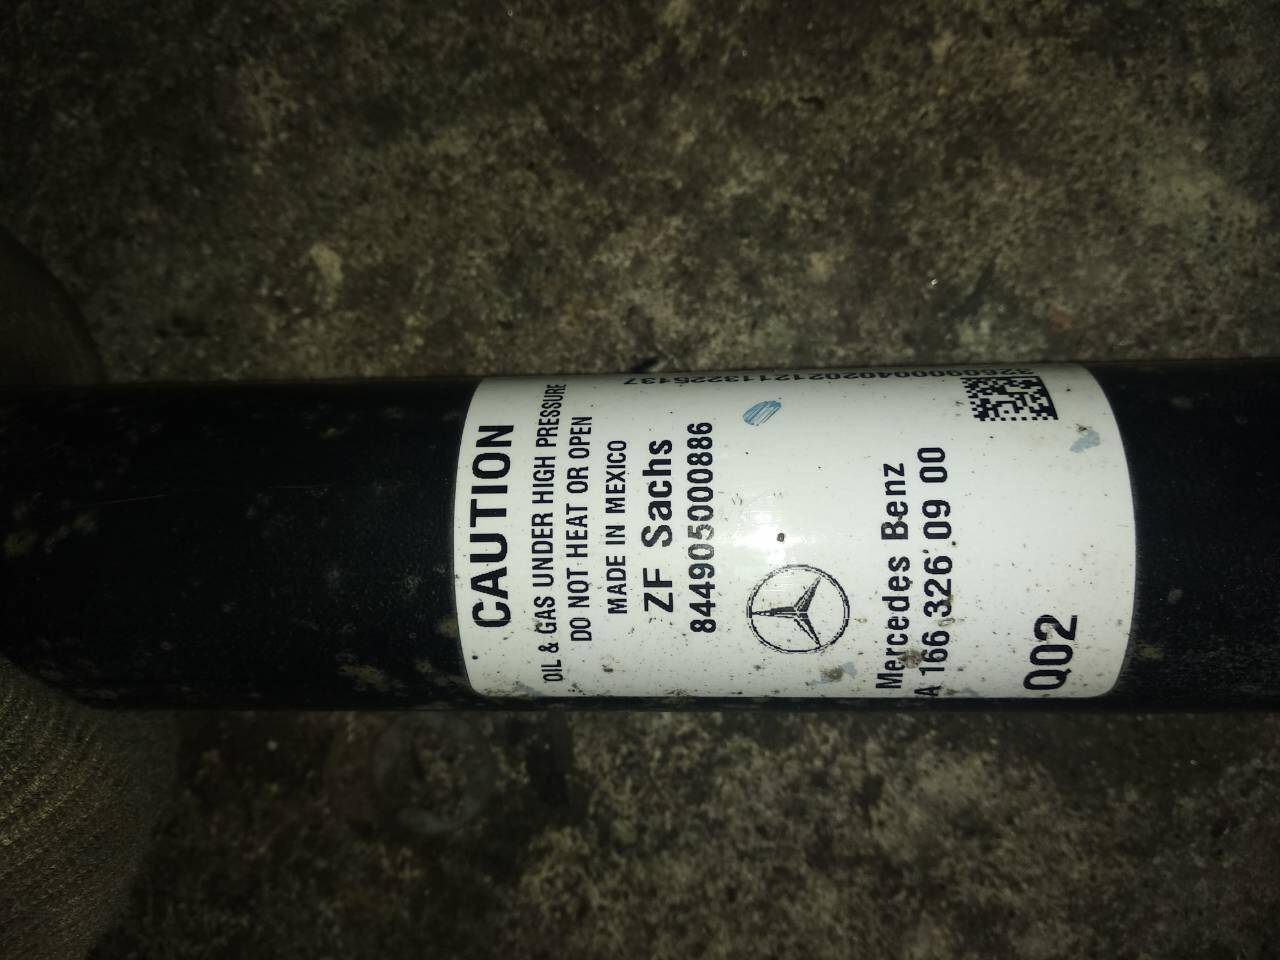 CAUTION
OIL & GAS UNDER HIGH PRESSURE
DO NOT HEAT OR OPEN
MADE IN MEXICO
ZF Sachs
844905000886
Mercedes Benz
A 166 326 09 00
Q02